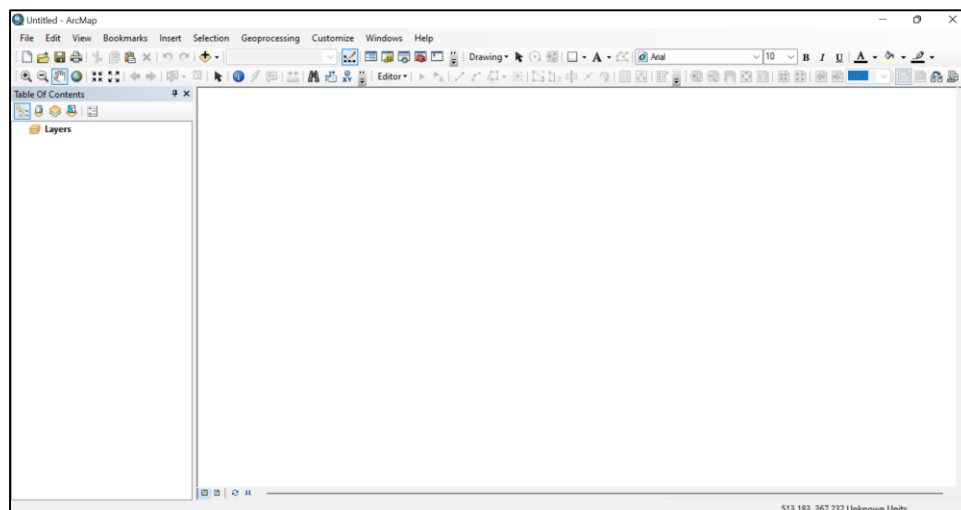 Untitled - ArcMap
File Edit View Bookmarks Insert Selection Geoprocessing Customize Windows Help
Drawing Arial 10 B I U A
Editor
Table Of Contents
Layers
513.183 367.232 Unknown Units